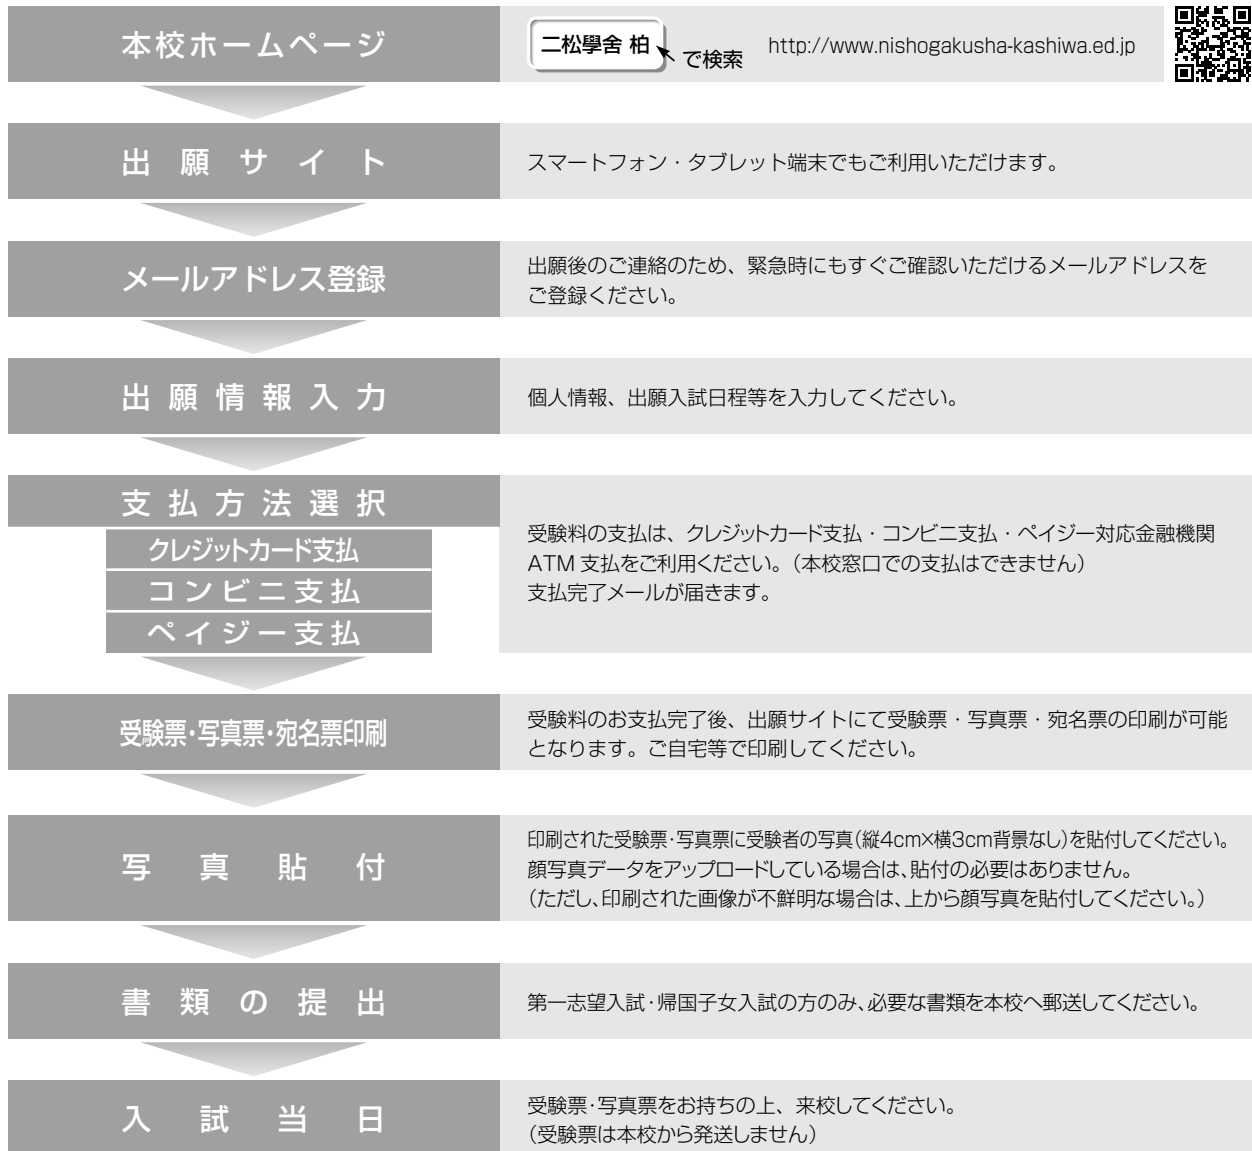 本校ホームページ
二松學舍 柏 で検索 http://www.nishogakusha-kashiwa.ed.jp
出願サイト
スマートフォン・タブレット端末でもご利用いただけます。
メールアドレス登録
出願後のご連絡のため、緊急時にもすぐご確認いただけるメールアドレスを
ご登録ください。
出願情報入力
個人情報、出願入試日程等を入力してください。
支払方法選択
クレジットカード支払
コンビニ支払
ペイジー支払
受験料の支払は、クレジットカード支払・コンビニ支払・ペイジー対応金融機関
ATM 支払をご利用ください。(本校窓口での支払はできません)
支払完了メールが届きます。
受験票・写真票・宛名票印刷
受験料のお支払完了後、出願サイトにて受験票・写真票・宛名票の印刷が可能
となります。ご自宅等で印刷してください。
写真貼付
印刷された受験票・写真票に受験者の写真(縦4cm×横3cm背景なし)を貼付してください。
顔写真データをアップロードしている場合は、貼付の必要はありません。
(ただし、印刷された画像が不鮮明な場合は、上から顔写真を貼付してください。)
書類の提出
第一志望入試・帰国子女入試の方のみ、必要な書類を本校へ郵送してください。
入試当日
受験票・写真票をお持ちの上、来校してください。
(受験票は本校から発送しません)